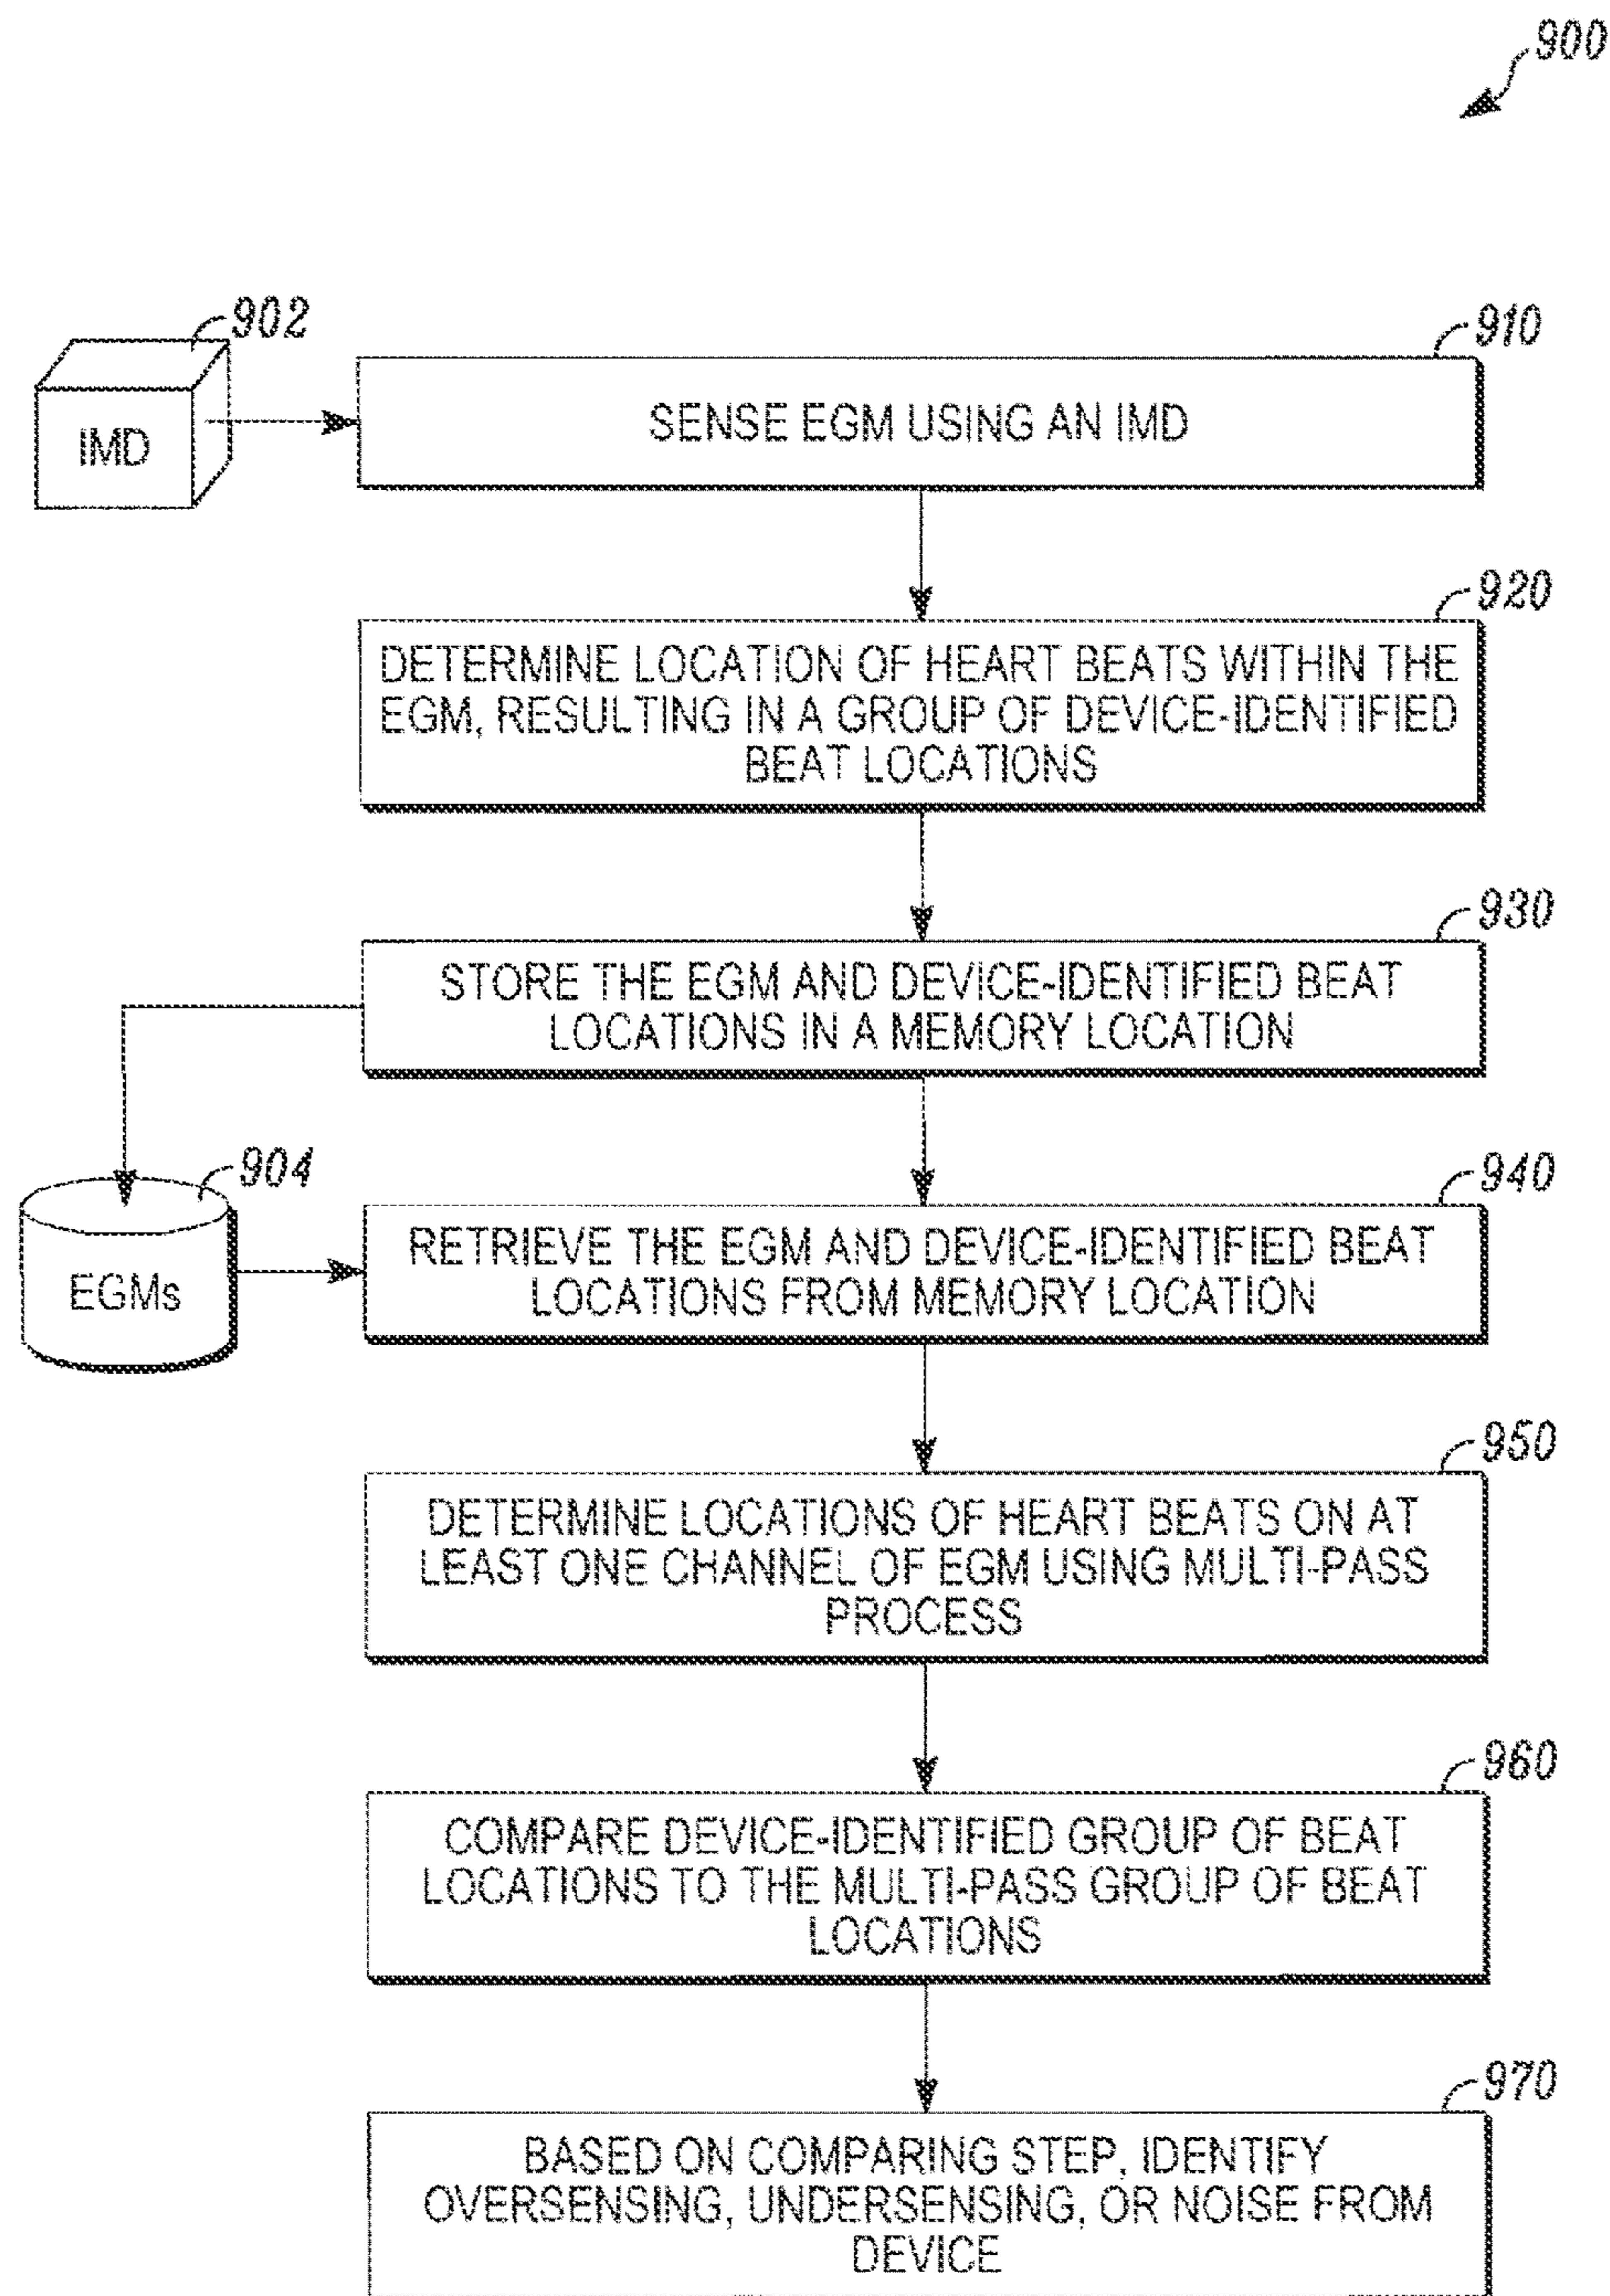 900
902
910
IMD
SENSE EGM USING AN IMD
920
DETERMINE LOCATION OF HEART BEATS WITHIN THE
EGM, RESULTING IN A GROUP OF DEVICE-IDENTIFIED
BEAT LOCATIONS
930
STORE THE EGM AND DEVICE-IDENTIFIED BEAT
LOCATIONS IN A MEMORY LOCATION
904
940
EGMs
RETRIEVE THE EGM AND DEVICE-IDENTIFIED BEAT
LOCATIONS FROM MEMORY LOCATION
950
DETERMINE LOCATIONS OF HEART BEATS ON AT
LEAST ONE CHANNEL OF EGM USING MULTI-PASS
PROCESS
960
COMPARE DEVICE-IDENTIFIED GROUP OF BEAT
LOCATIONS TO THE MULTI-PASS GROUP OF BEAT
LOCATIONS
970
BASED ON COMPARING STEP, IDENTIFY
OVERSENSING, UNDERSENSING, OR NOISE FROM
DEVICE